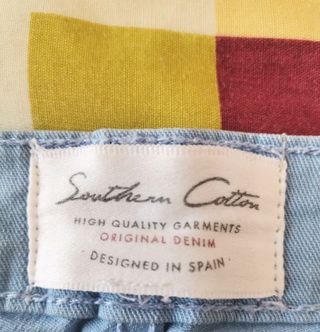 Southern Cotton
HIGH QUALITY GARMENTS
ORIGINAL DENIM
· DESIGNED IN SPAIN ·